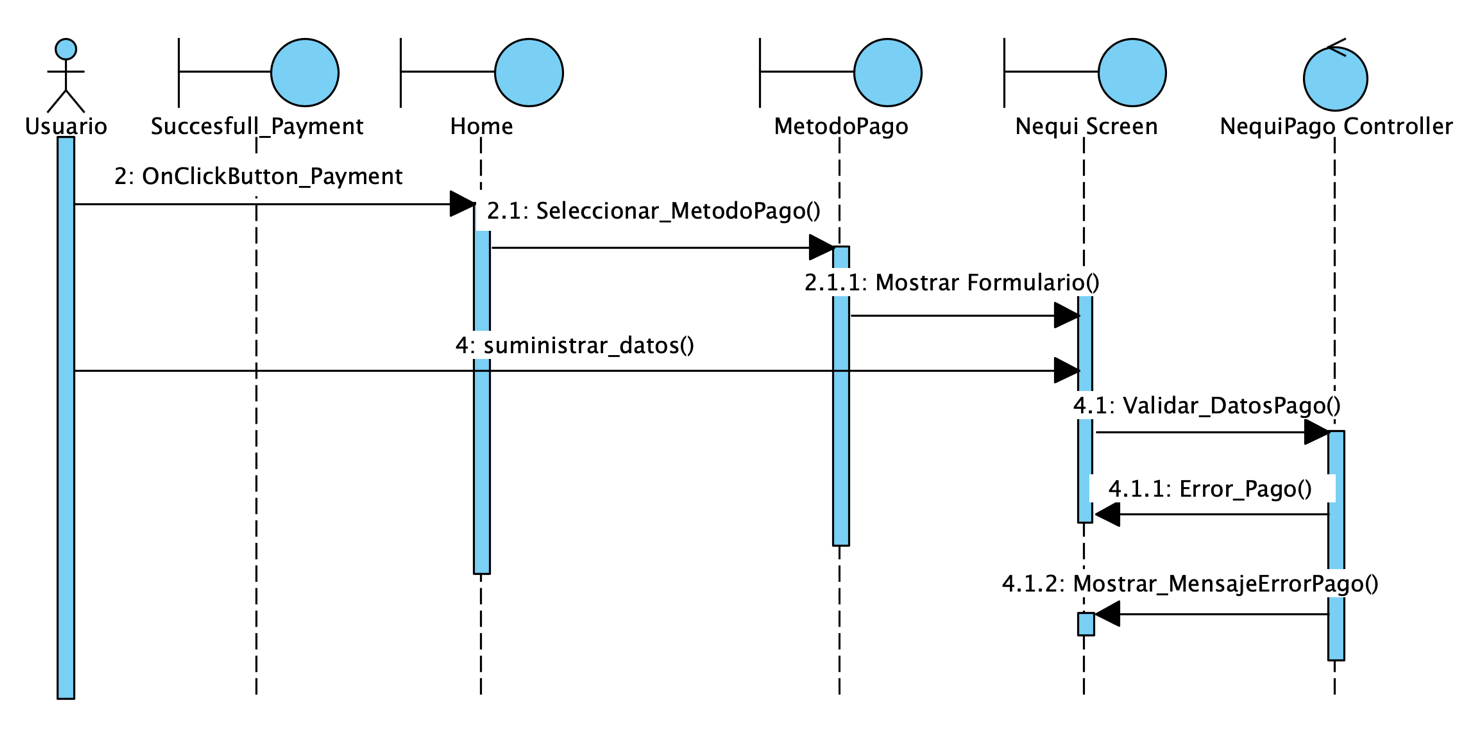 Usuario
Succesfull_Payment
Home
MetodoPago
Nequi Screen
NequiPago Controller
2: OnClickButton_Payment
2.1: Seleccionar_MetodoPago()
2.1.1: Mostrar Formulario()
4: suministrar_datos()
4.1: Validar_DatosPago()
4.1.1: Error_Pago()
4.1.2: Mostrar_MensajeErrorPago()